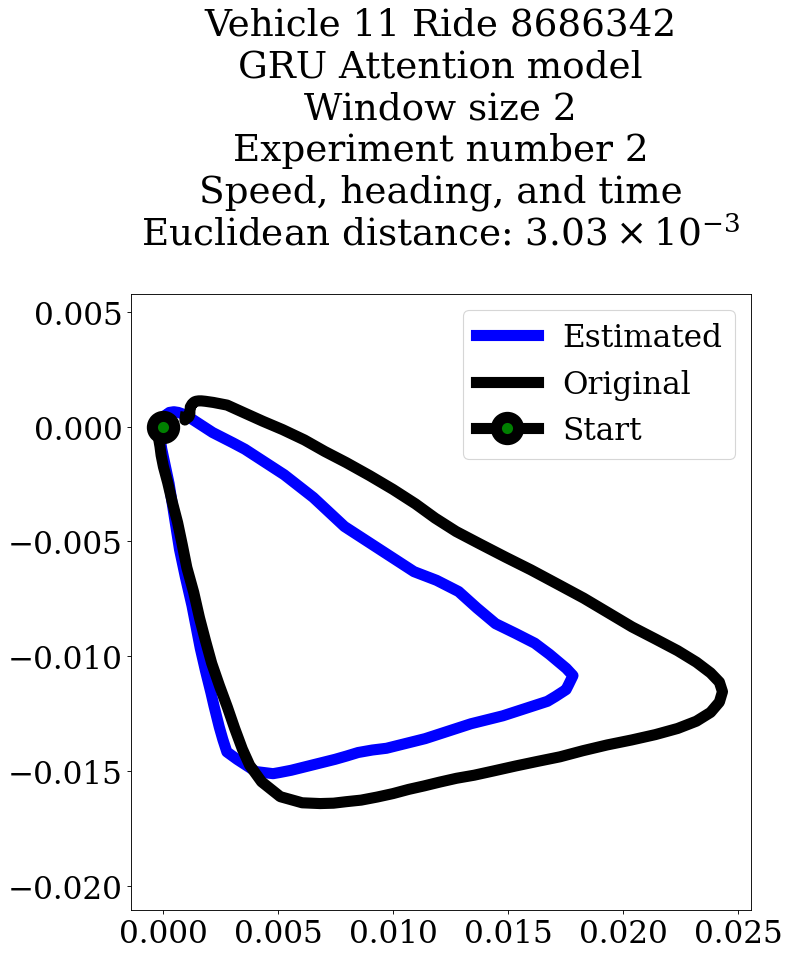 Vehicle 11 Ride 8686342
GRU Attention model
Window size 2
Experiment number 2
Speed, heading, and time
Euclidean distance: 3.03 × 10⁻³
0.005
0.000
−0.005
−0.010
−0.015
−0.020
Estimated
Original
Start
0.000 0.005 0.010 0.015 0.020 0.025